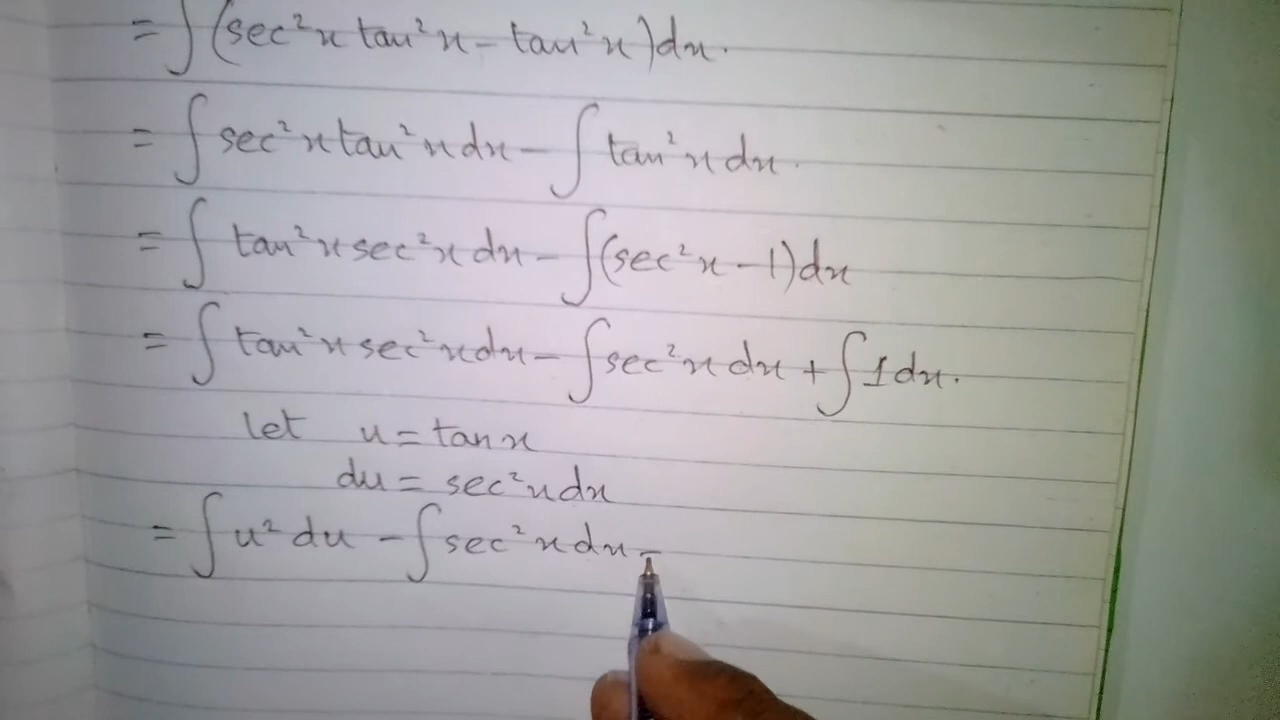 = ∫(sec²x tan²x − tan²x)dx.
= ∫ sec²x tan²x dx − ∫ tan²x dx.
= ∫ tan²x sec²x dx − ∫(sec²x − 1)dx
= ∫ tan²x sec²x dx − ∫ sec²x dx + ∫ 1 dx.
let u = tan x
du = sec²x dx
= ∫ u² du − ∫ sec²x dx −